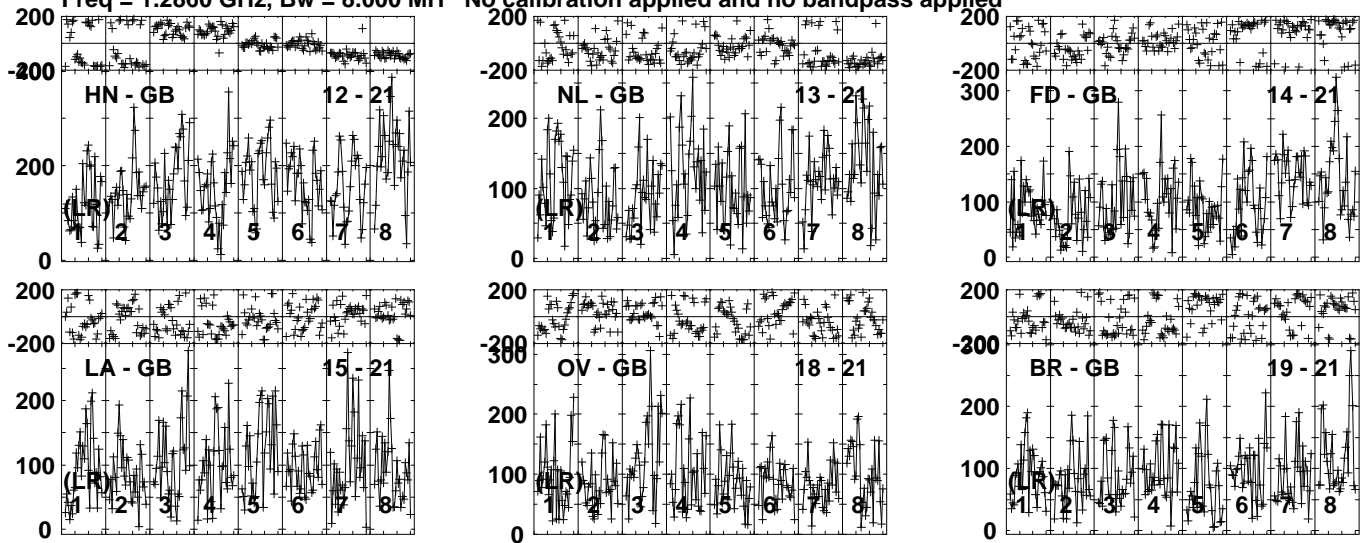 Freq = 1.2860 GHz, Bw = 8.000 MH No calibration applied and no bandpass applied
200 200 200
-200 -200 -200
400
HN - GB 12 - 21 NL - GB 13 - 21 FD - GB 14 - 21
300
200 200 200
100 100
(LR) (LR) (LR)
1 2 3 4 5 6 7 8 1 2 3 4 5 6 7 8 1 2 3 4 5 6 7 8
0 0 0
200 200 200
-200 -200 -200
300 300
LA - GB 15 - 21 OV - GB 18 - 21 BR - GB 19 - 21
200 200 200
100 100 100
(LR) (LR) (LR)
1 2 3 4 5 6 7 8 1 2 3 4 5 6 7 8 1 2 3 4 5 6 7 8
0 0 0